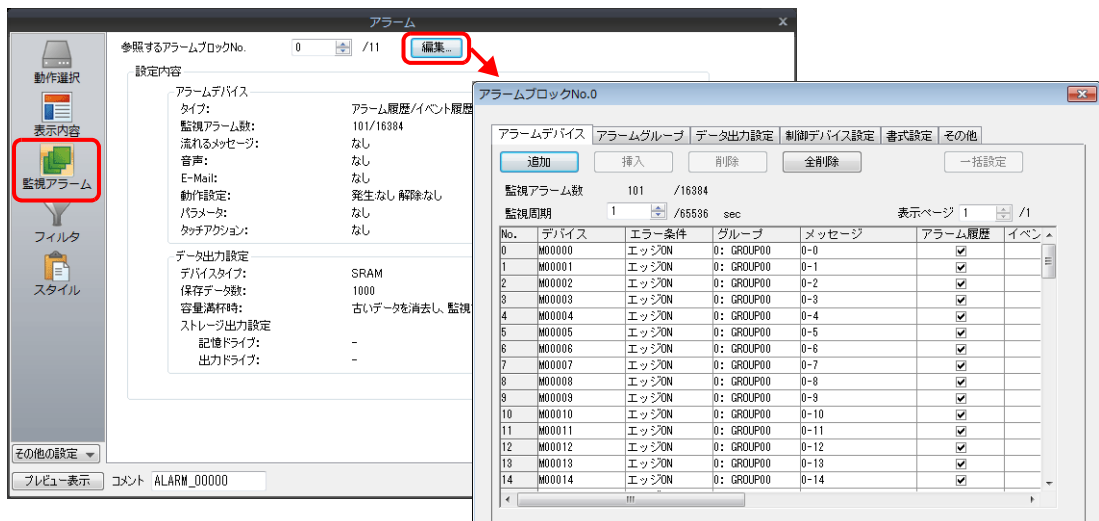 アラーム
x
動作選択
表示内容
監視アラーム
フィルタ
スタイル
その他の設定
プレビュー表示
コメント ALARM_00000
参照するアラームブロックNo. 0 /11 編集...
設定内容
アラームデバイス
タイプ: アラーム履歴/イベント履歴
監視アラーム数: 101/16384
流れるメッセージ: なし
音声: なし
E-Mail: なし
動作設定: 発生:なし 解除:なし
パラメータ: なし
タッチアクション: なし
データ出力設定
デバイスタイプ: SRAM
保存データ数: 1000
容量満杯時: 古いデータを消去し、監視
ストレージ出力設定
記憶ドライブ: -
出力ドライブ: -
アラームブロックNo.0
アラームデバイス アラームグループ データ出力設定 制御デバイス設定 書式設定 その他
追加 挿入 削除 全削除 一括設定
監視アラーム数 101 /16384
監視周期 1 /65536 sec 表示ページ 1 /1
No. デバイス エラー条件 グループ メッセージ アラーム履歴 イベン
0 M00000 エッジON 0: GROUP00 0-0
1 M00001 エッジON 0: GROUP00 0-1
2 M00002 エッジON 0: GROUP00 0-2
3 M00003 エッジON 0: GROUP00 0-3
4 M00004 エッジON 0: GROUP00 0-4
5 M00005 エッジON 0: GROUP00 0-5
6 M00006 エッジON 0: GROUP00 0-6
7 M00007 エッジON 0: GROUP00 0-7
8 M00008 エッジON 0: GROUP00 0-8
9 M00009 エッジON 0: GROUP00 0-9
10 M00010 エッジON 0: GROUP00 0-10
11 M00011 エッジON 0: GROUP00 0-11
12 M00012 エッジON 0: GROUP00 0-12
13 M00013 エッジON 0: GROUP00 0-13
14 M00014 エッジON 0: GROUP00 0-14